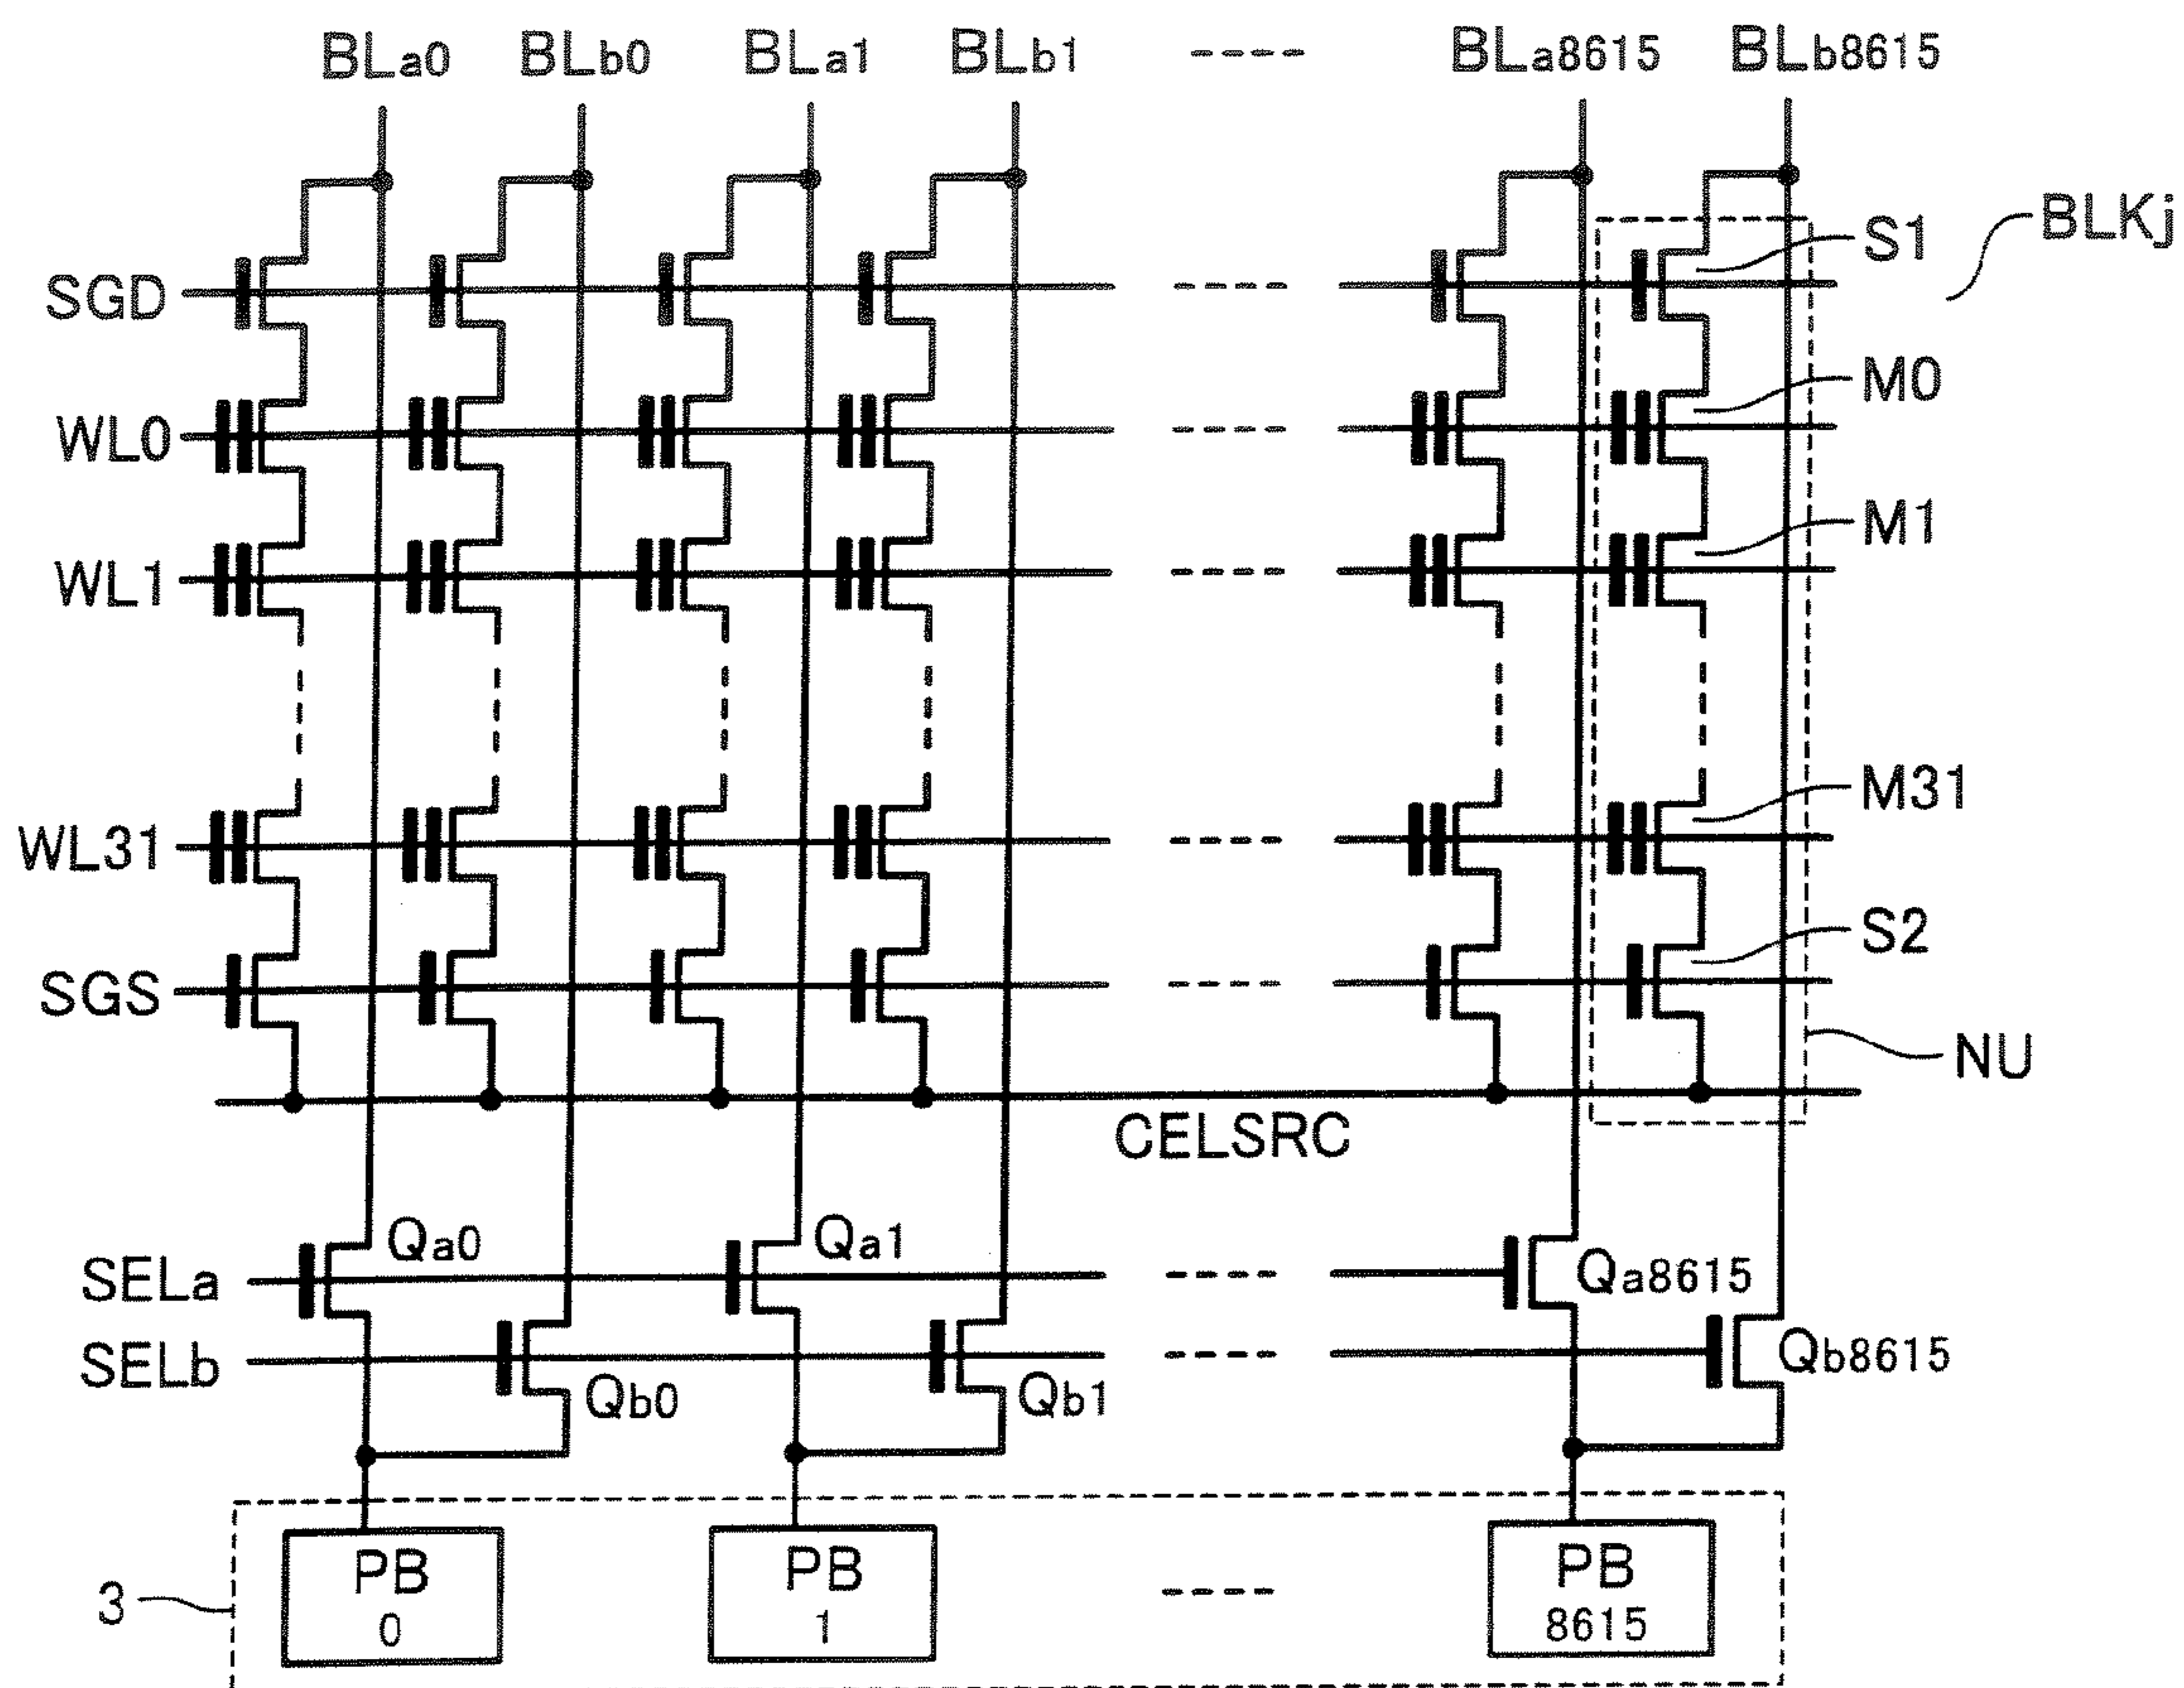 BLa0 BLb0 BLa1 BLb1 BLa8615 BLb8615
BLKj
S1
SGD
M0
WL0
M1
WL1
M31
WL31
S2
SGS
NU
CELSRC
Qa0 Qa1
SELa Qa8615
SELb Qb8615
Qb0 Qb1
PB PB PB
3
0 1 8615